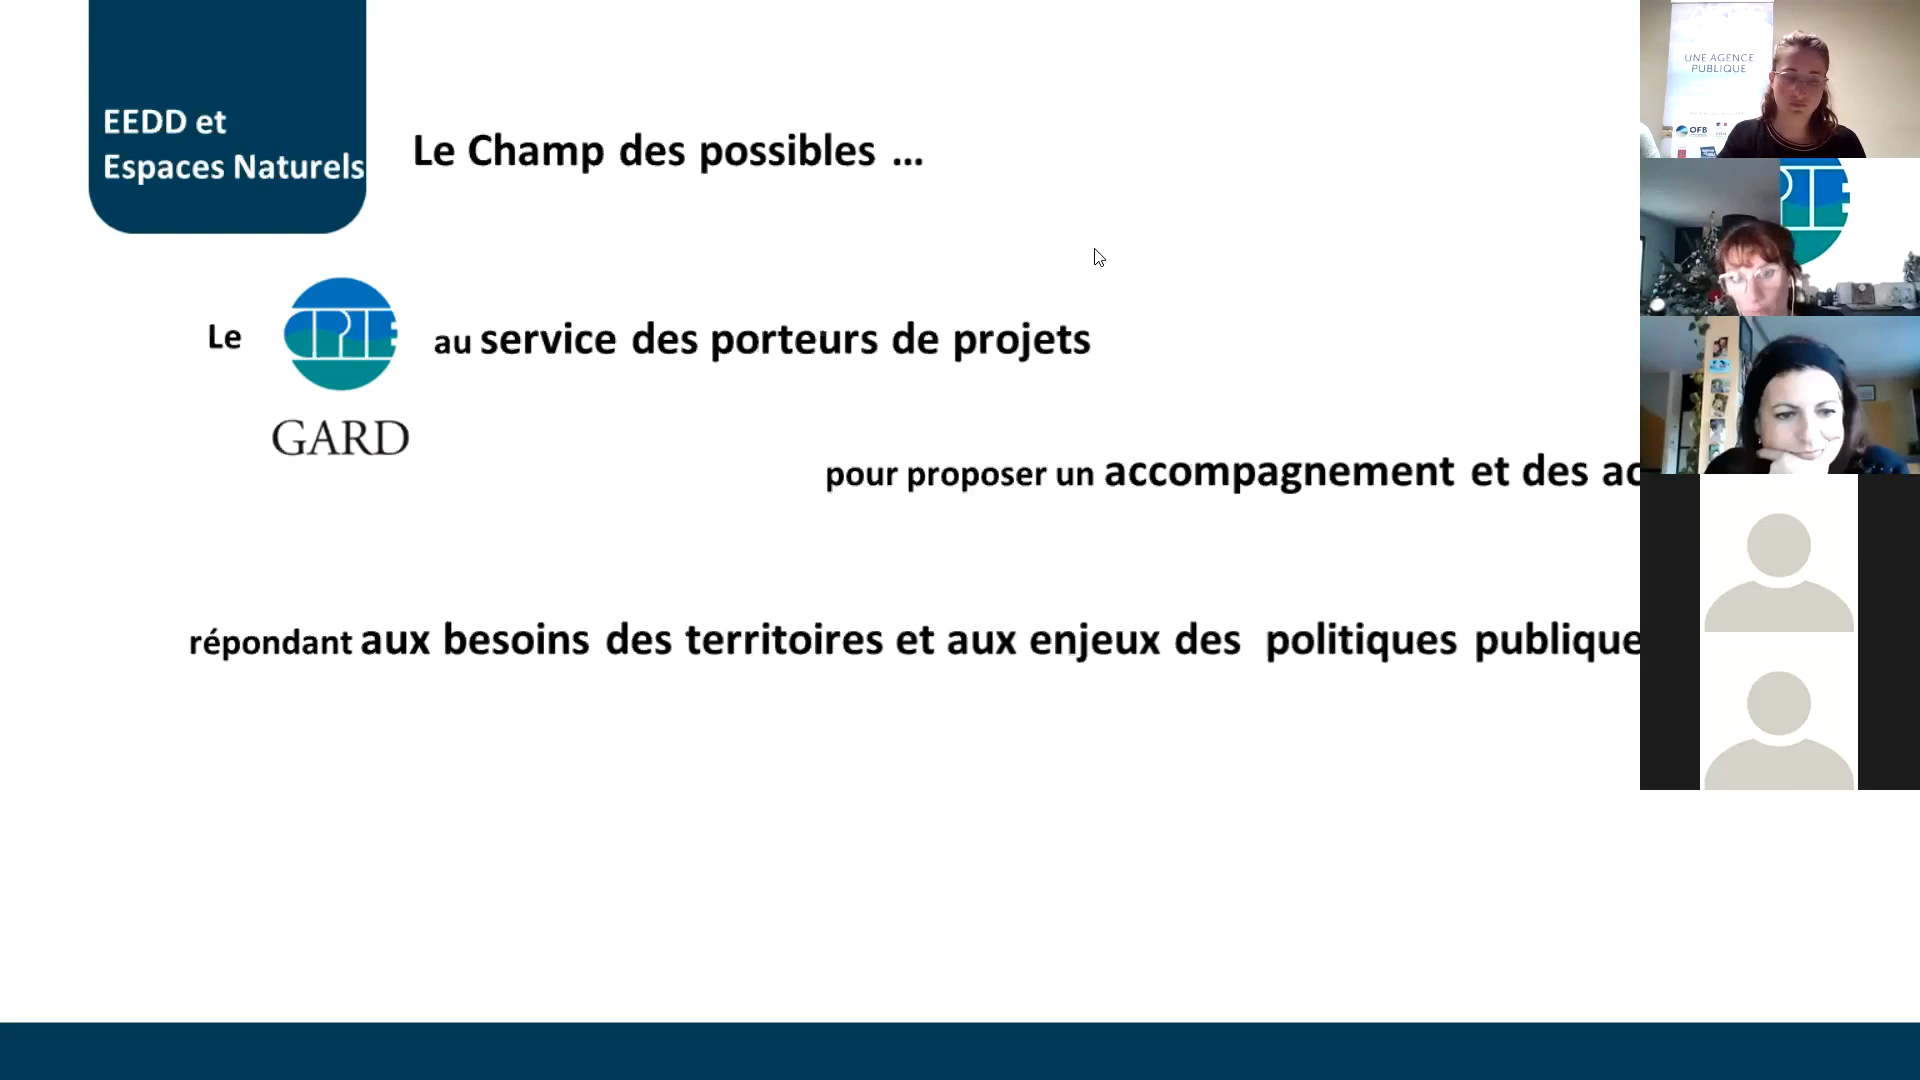 EEDD et
Espaces Naturels
Le Champ des possibles ...
Le CPIE au service des porteurs de projets
GARD
pour proposer un accompagnement et des ac
répondant aux besoins des territoires et aux enjeux des politiques publique
UNE AGENCE
PUBLIQUE
OFB